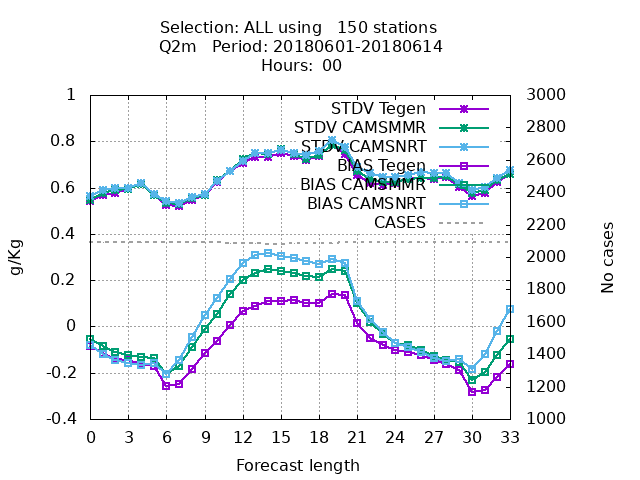 Selection: ALL using   150 stations
Q2m   Period: 20180601-20180614
Hours: 00
1
0.8
0.6
0.4
0.2
0
-0.2
-0.4
g/Kg
3000
2800
2600
2400
2200
2000
1800
1600
1400
1200
1000
No cases
STDV Tegen
STDV CAMSMMR
STDV CAMSNRT
BIAS Tegen
BIAS CAMSMMR
BIAS CAMSNRT
CASES
0 3 6 9 12 15 18 21 24 27 30 33
Forecast length